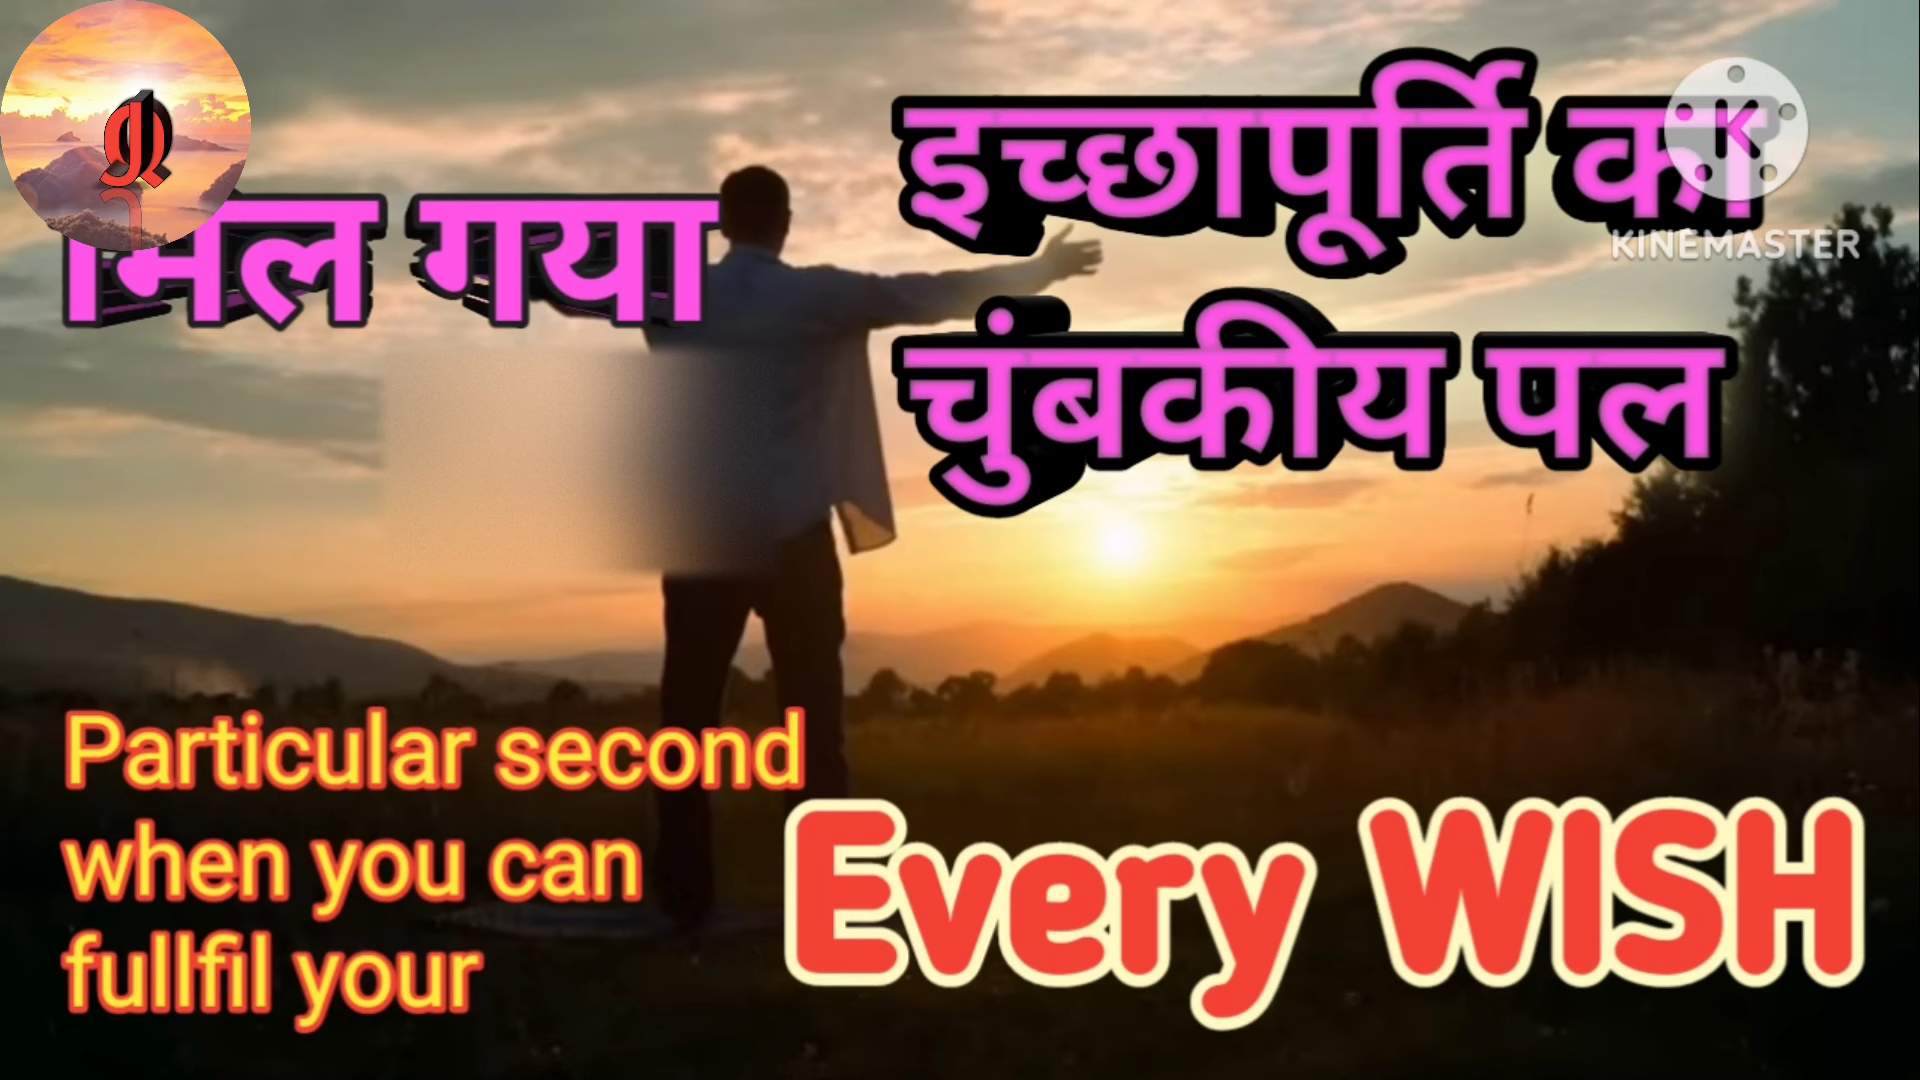 मिल गया
इच्छापूर्ति का
चुंबकीय पल
KINEMASTER
Particular second
when you can
fullfil your
Every WISH